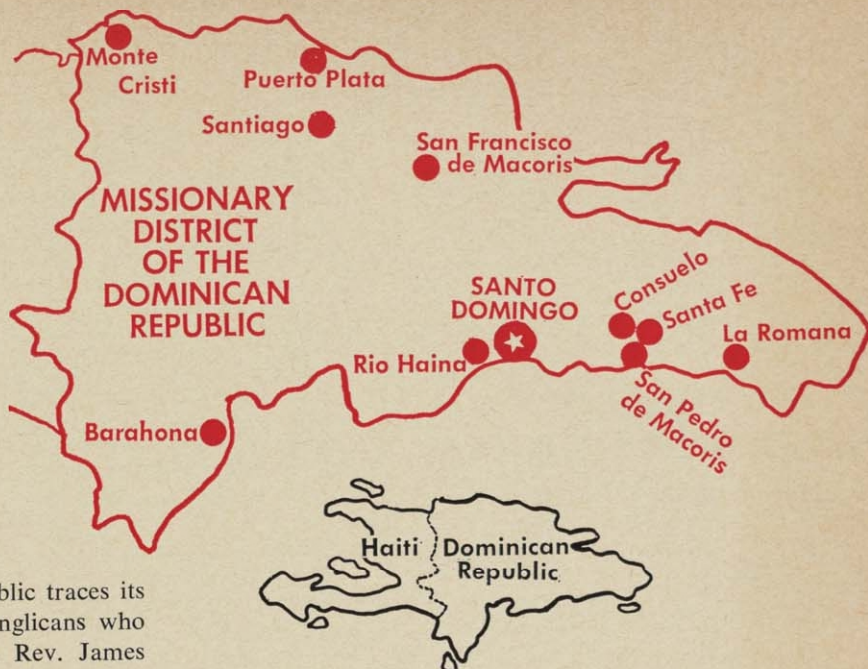 Monte
Cristi
Puerto Plata
Santiago
San Francisco
de Macoris
MISSIONARY
DISTRICT
OF THE
DOMINICAN
REPUBLIC
SANTO
DOMINGO
Consuelo
Santa Fe
La Romana
Rio Haina
San Pedro
de Macoris
Barahona
Haiti
Dominican
Republic
blic traces its
nglicans who
Rev. James